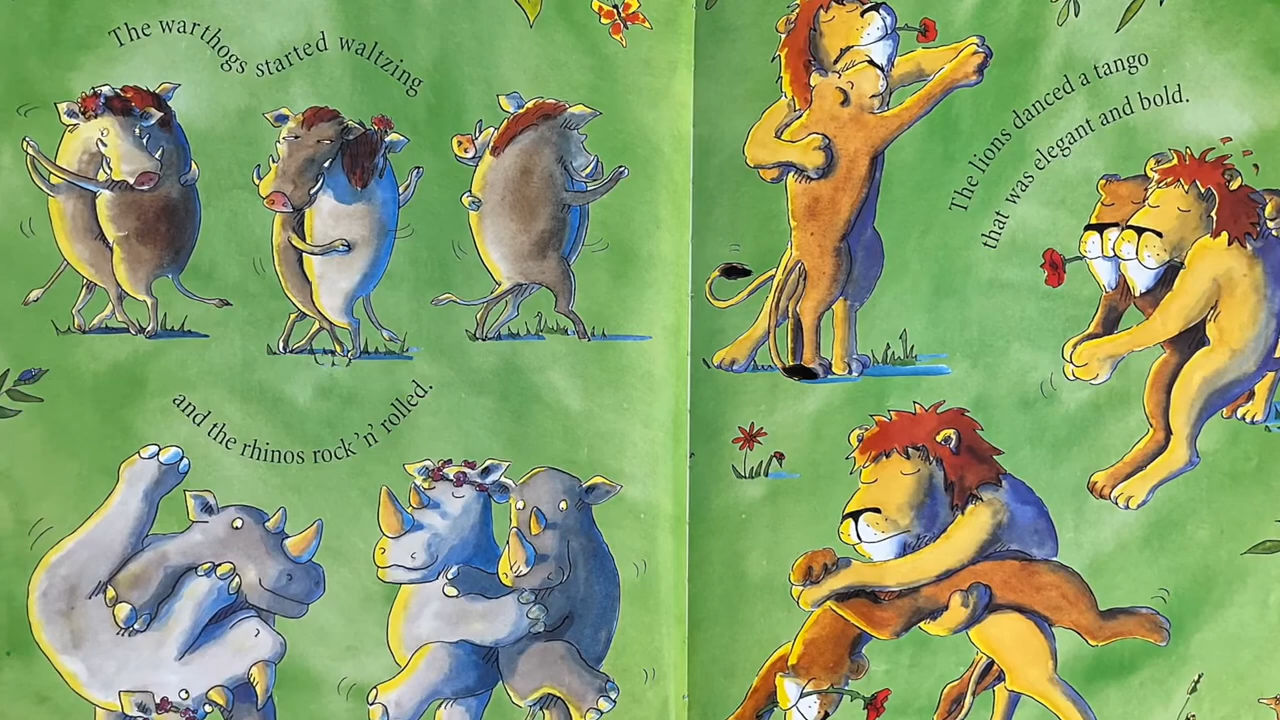 The warthogs started waltzing
and the rhinos rock'n'rolled.
The lions danced a tango
that was elegant and bold.